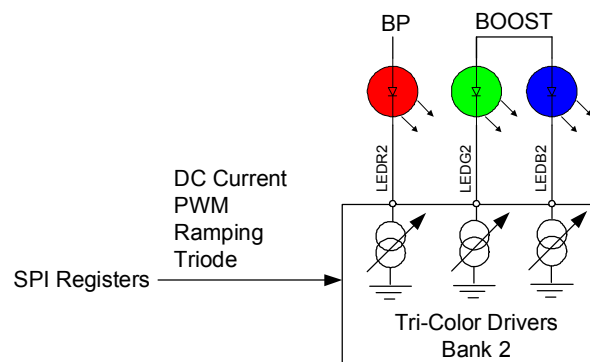 BP
BOOST
LEDR2
LEDG2
LEDB2
DC Current
PWM
Ramping
Triode
SPI Registers
Tri-Color Drivers
Bank 2